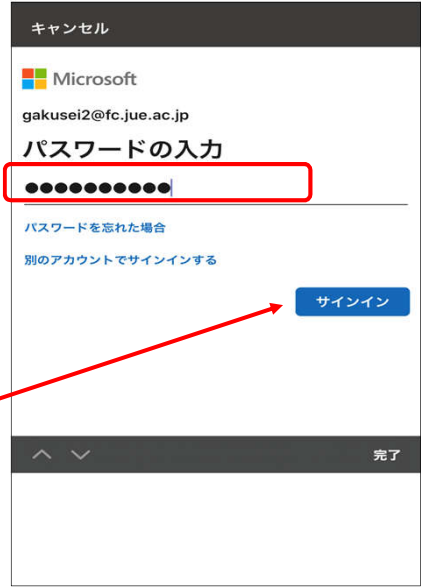 キャンセル
Microsoft
gakusei2@fc.jue.ac.jp
パスワードの入力
●●●●●●●●●●
パスワードを忘れた場合
別のアカウントでサインインする
サインイン
完了